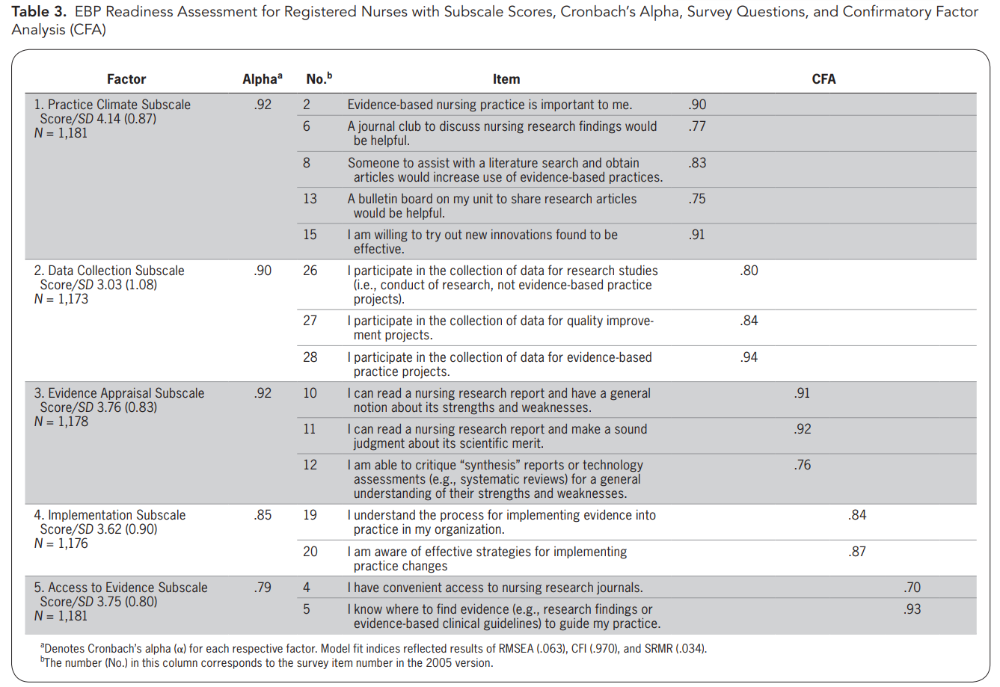 Table 3. EBP Readiness Assessment for Registered Nurses with Subscale Scores, Cronbach's Alpha, Survey Questions, and Confirmatory Factor
Analysis (CFA)
Factor Alphaᵃ No.ᵇ Item CFA
1. Practice Climate Subscale .92 2 Evidence-based nursing practice is important to me. .90
Score/SD 4.14 (0.87)
N = 1,181
6 A journal club to discuss nursing research findings would .77
be helpful.
8 Someone to assist with a literature search and obtain .83
articles would increase use of evidence-based practices.
13 A bulletin board on my unit to share research articles .75
would be helpful.
15 I am willing to try out new innovations found to be .91
effective.
2. Data Collection Subscale .90 26 I participate in the collection of data for research studies .80
Score/SD 3.03 (1.08) (i.e., conduct of research, not evidence-based practice
N = 1,173 projects).
27 I participate in the collection of data for quality improve- .84
ment projects.
28 I participate in the collection of data for evidence-based .94
practice projects.
3. Evidence Appraisal Subscale .92 10 I can read a nursing research report and have a general .91
Score/SD 3.76 (0.83) notion about its strengths and weaknesses.
N = 1,178
11 I can read a nursing research report and make a sound .92
judgment about its scientific merit.
12 I am able to critique “synthesis” reports or technology .76
assessments (e.g., systematic reviews) for a general
understanding of their strengths and weaknesses.
4. Implementation Subscale .85 19 I understand the process for implementing evidence into .84
Score/SD 3.62 (0.90) practice in my organization.
N = 1,176
20 I am aware of effective strategies for implementing .87
practice changes
5. Access to Evidence Subscale .79 4 I have convenient access to nursing research journals. .70
Score/SD 3.75 (0.80)
N = 1,181
5 I know where to find evidence (e.g., research findings or .93
evidence-based clinical guidelines) to guide my practice.
ᵃDenotes Cronbach's alpha (α) for each respective factor. Model fit indices reflected results of RMSEA (.063), CFI (.970), and SRMR (.034).
ᵇThe number (No.) in this column corresponds to the survey item number in the 2005 version.